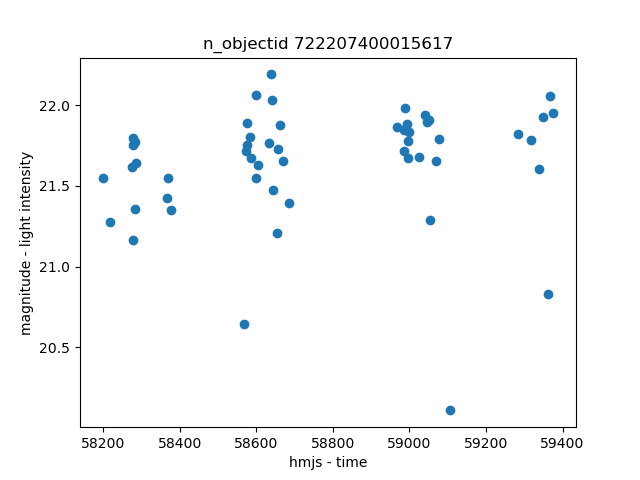 n_objectid 722207400015617
22.0
21.5
21.0
20.5
magnitude - light intensity
58200 58400 58600 58800 59000 59200 59400
hmjs - time